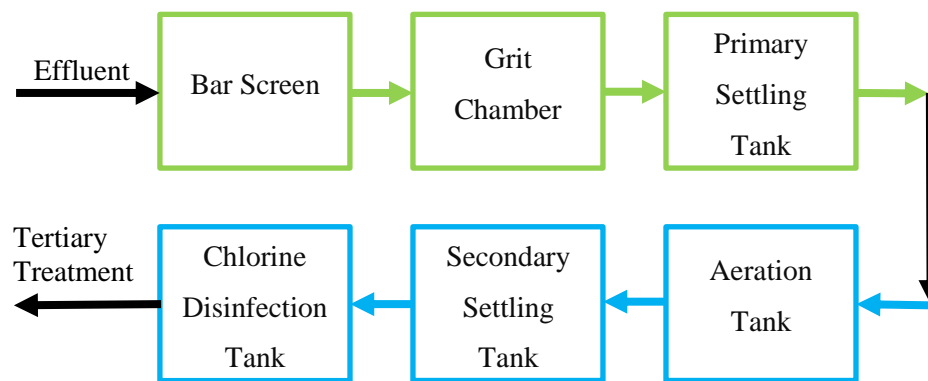 Effluent
Bar Screen
Grit
Chamber
Primary
Settling
Tank
Tertiary
Treatment
Chlorine
Disinfection
Tank
Secondary
Settling
Tank
Aeration
Tank